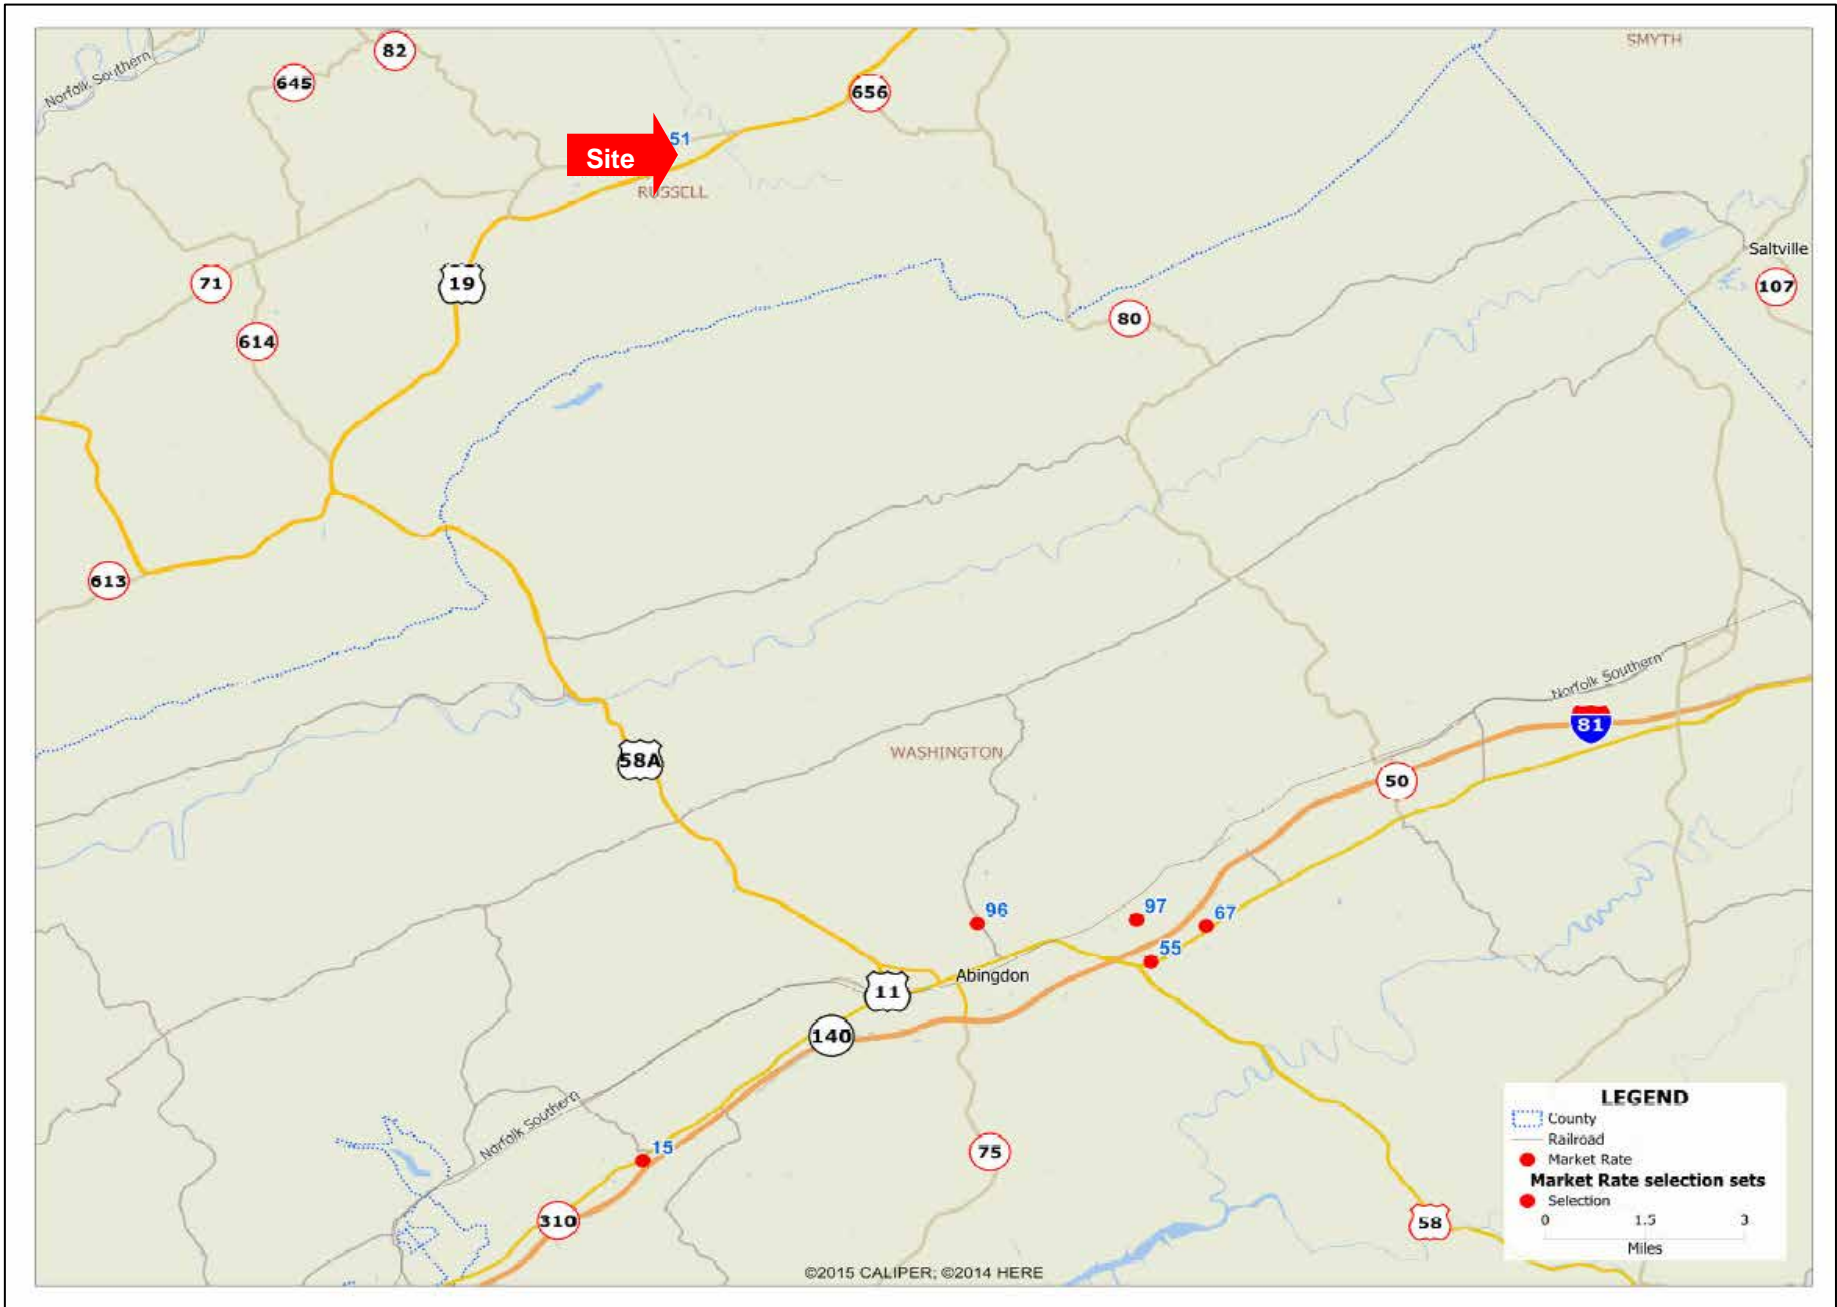 SMYTH
82
Norfolk Southern
645
656
51
Site
RUSSELL
Saltville
71
19
107
80
614
613
Norfolk Southern
81
58A
WASHINGTON
50
96
97
67
55
Abingdon
11
140
Norfolk Southern
15
75
310
58
LEGEND
County
Railroad
Market Rate
Market Rate selection sets
Selection
0 1.5 3
Miles
©2015 CALIPER; ©2014 HERE